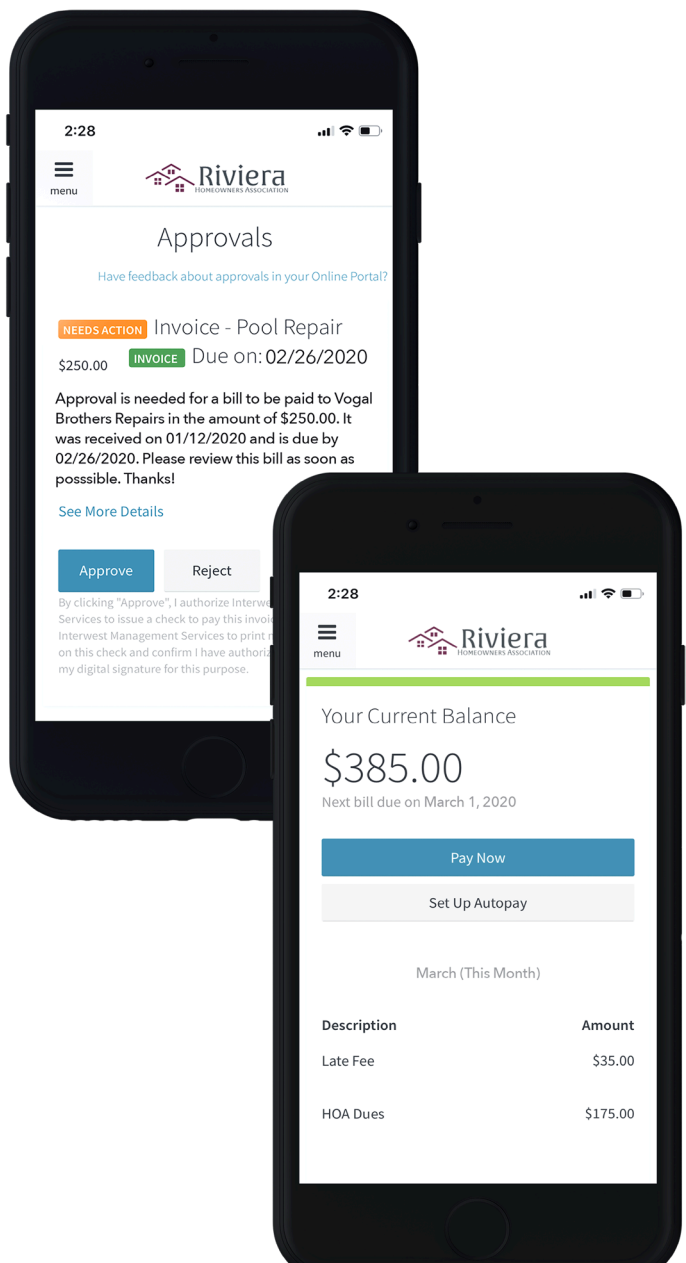 2:28
menu
Riviera
HOMEOWNERS ASSOCIATION
Approvals
Have feedback about approvals in your Online Portal?
NEEDS ACTION Invoice - Pool Repair
$250.00 INVOICE Due on: 02/26/2020
Approval is needed for a bill to be paid to Vogal
Brothers Repairs in the amount of $250.00. It
was received on 01/12/2020 and is due by
02/26/2020. Please review this bill as soon as
posssible. Thanks!
See More Details
Approve Reject
By clicking "Approve", I authorize
Services to issue a check to pay this
Interwest Management Services to print
on this check and confirm I have
my digital signature for this purpose.
2:28
menu
Riviera
HOMEOWNERS ASSOCIATION
Your Current Balance
$385.00
Next bill due on March 1, 2020
Pay Now
Set Up Autopay
March (This Month)
Description Amount
Late Fee $35.00
HOA Dues $175.00